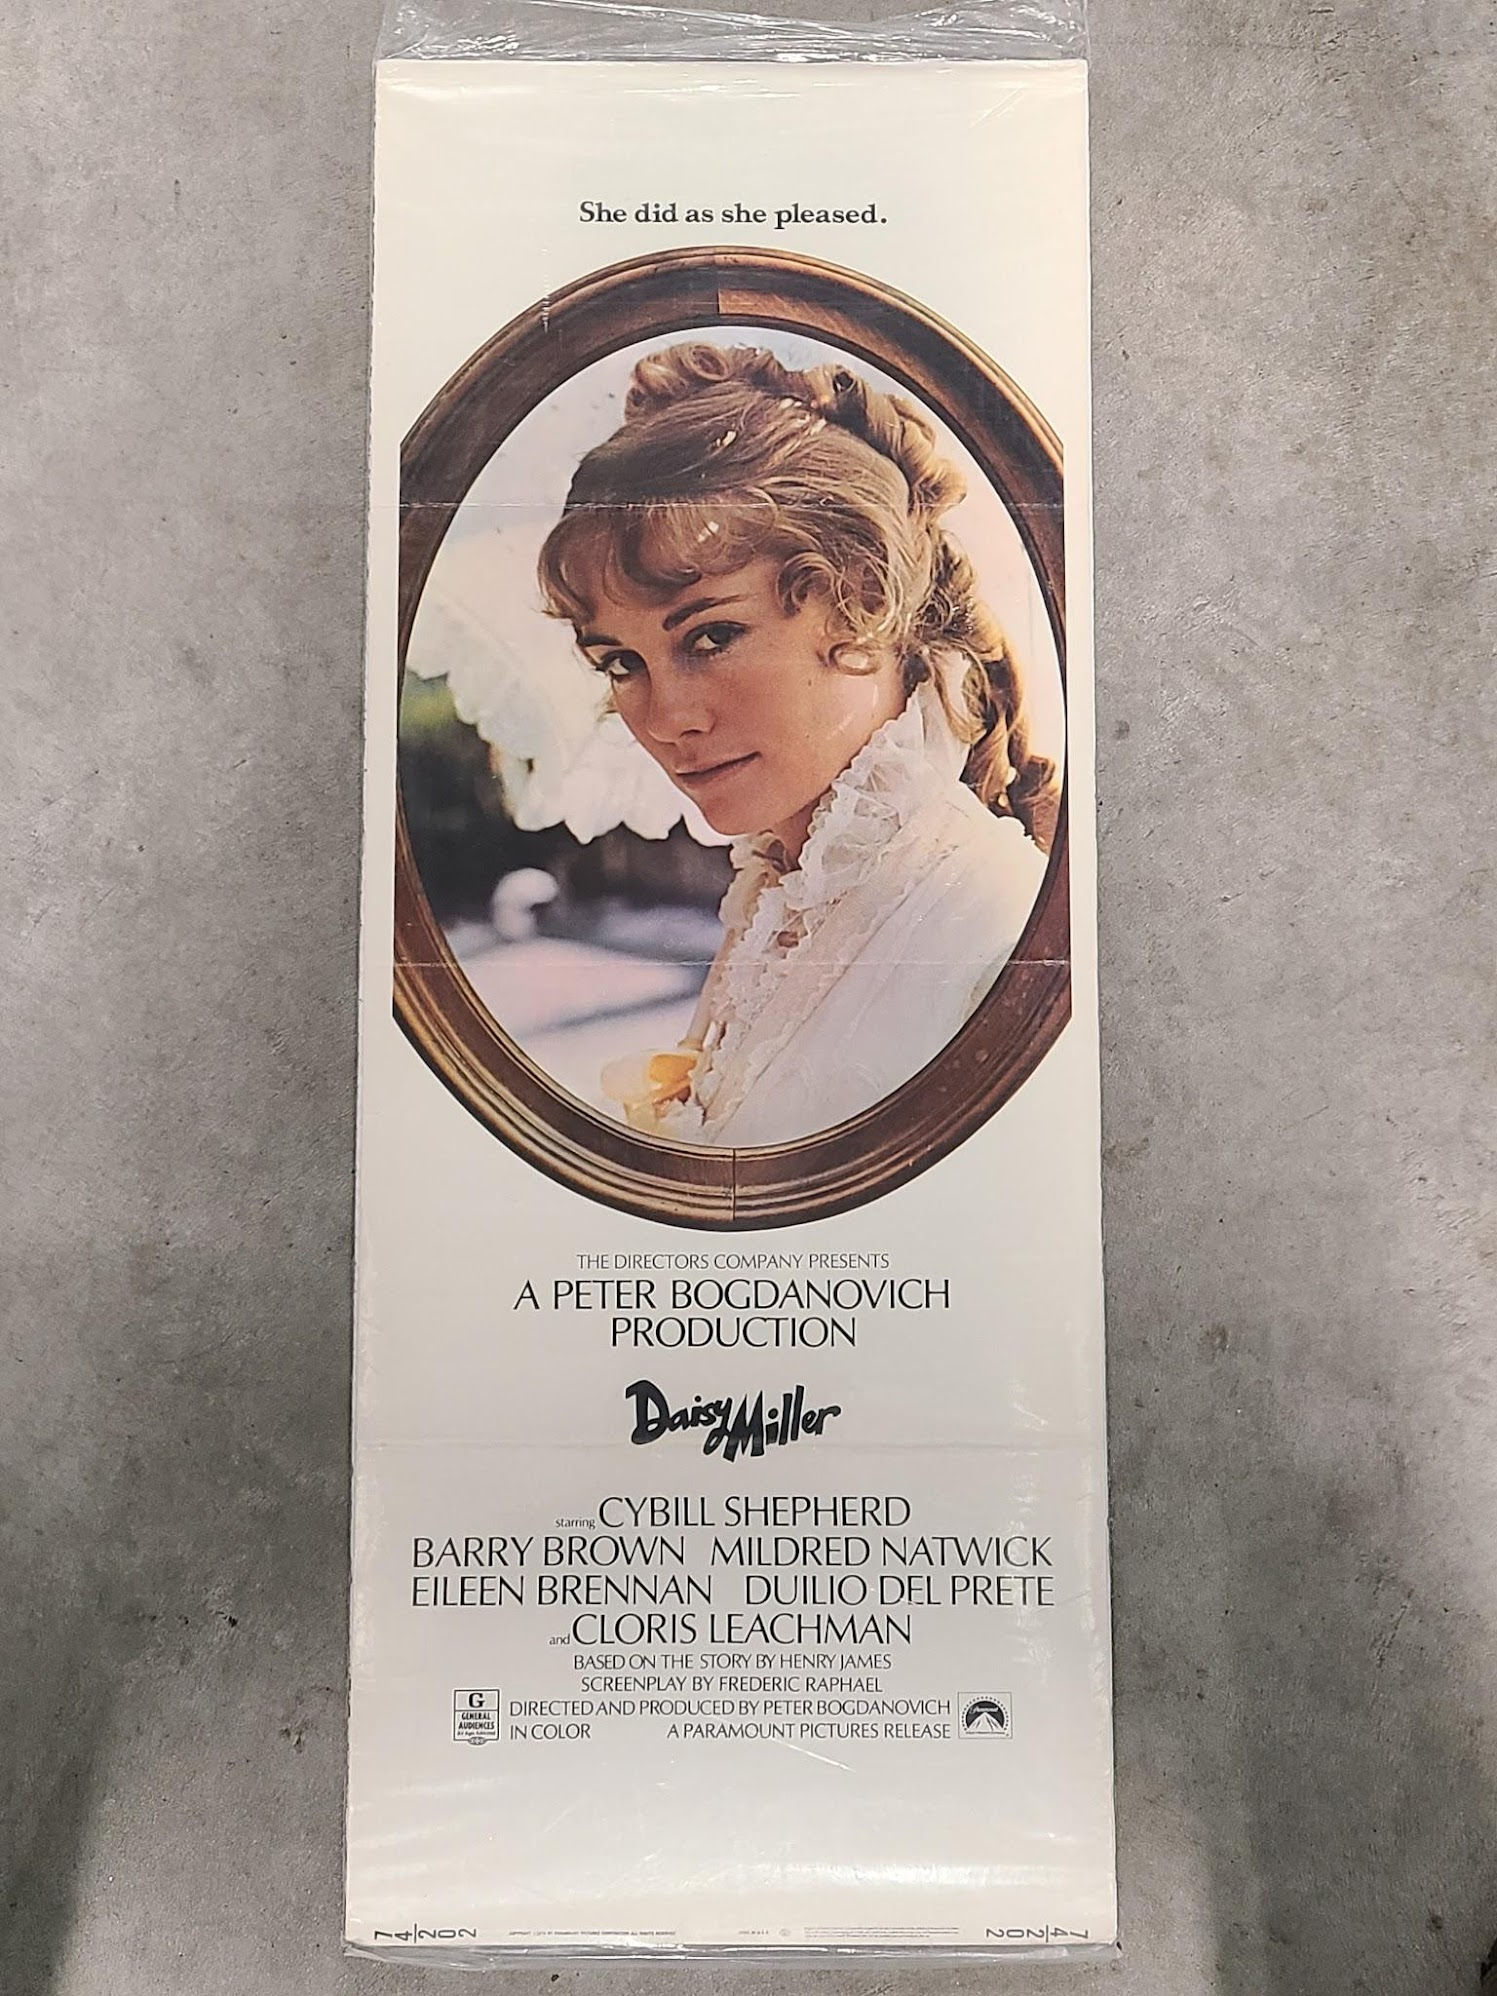 She did as she pleased.
THE DIRECTORS COMPANY PRESENTS
A PETER BOGDANOVICH
PRODUCTION
Daisy Miller
starring CYBILL SHEPHERD
BARRY BROWN MILDRED NATWICK
EILEEN BRENNAN DUILIO DEL PRETE
and CLORIS LEACHMAN
BASED ON THE STORY BY HENRY JAMES
SCREENPLAY BY FREDERIC RAPHAEL
DIRECTED AND PRODUCED BY PETER BOGDANOVICH
IN COLOR A PARAMOUNT PICTURES RELEASE
G
GENERAL
AUDIENCES
Paramount
74/202
74/202